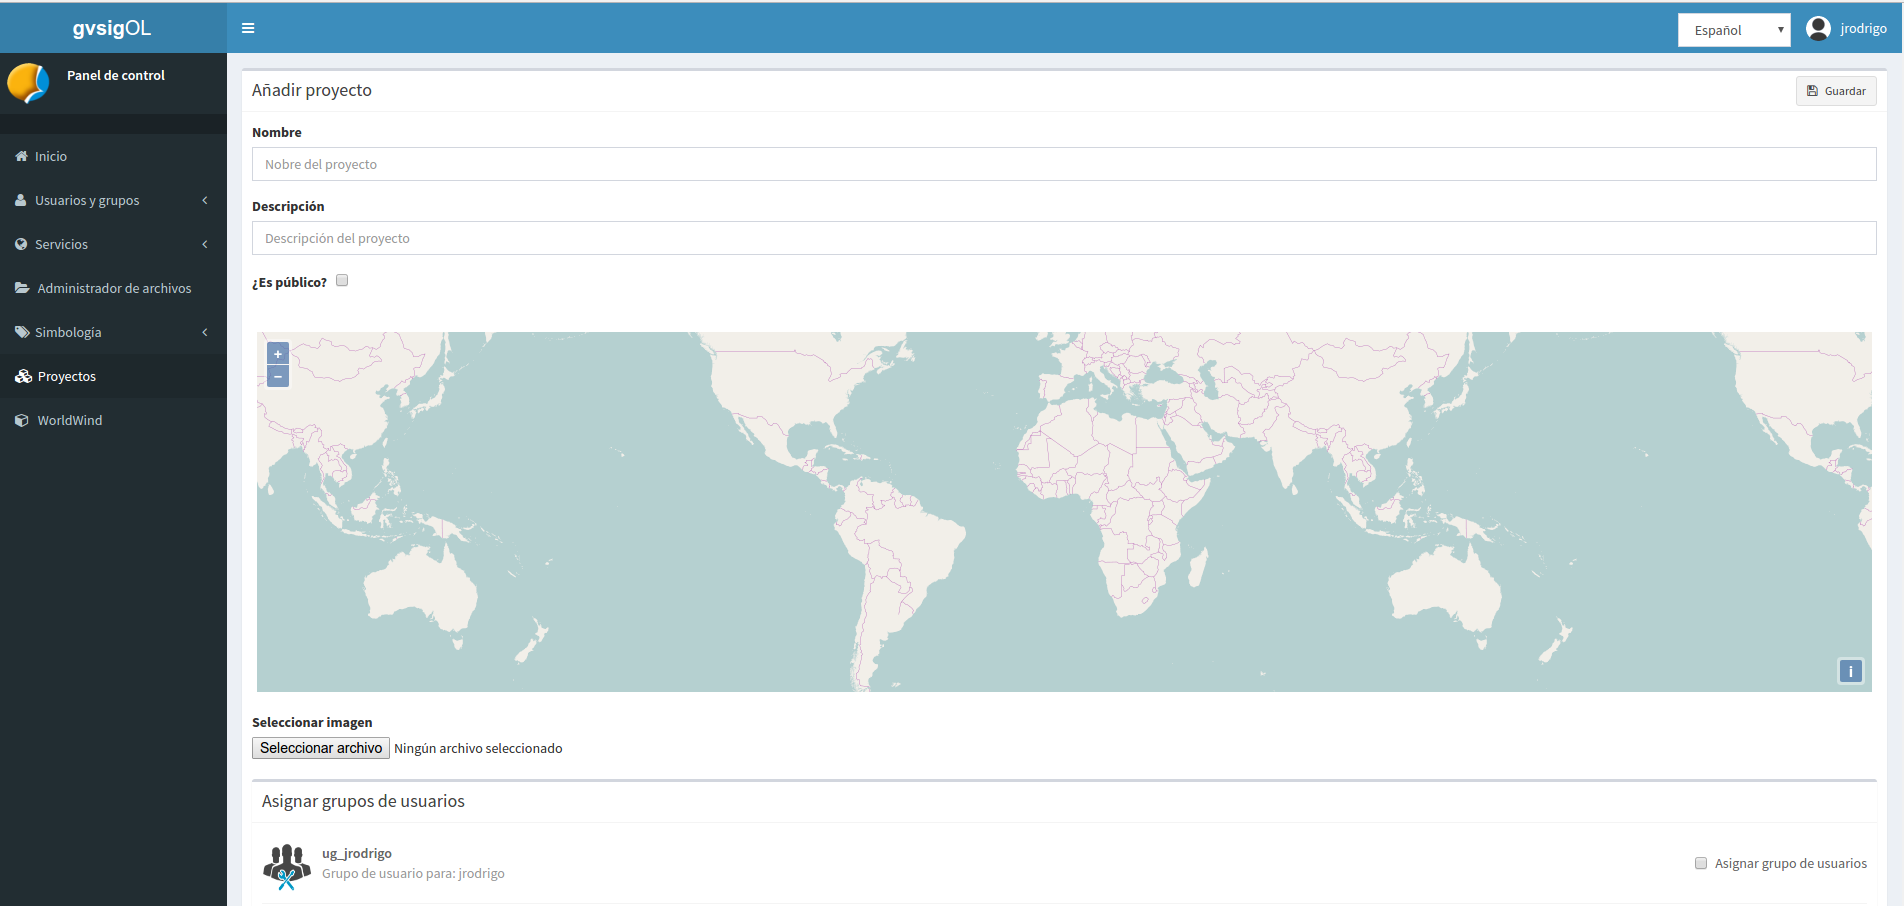 gvsigOL
Español
jrodrigo
Panel de control
Inicio
Usuarios y grupos
Servicios
Administrador de archivos
Simbología
Proyectos
WorldWind
Añadir proyecto
Guardar
Nombre
Nobre del proyecto
Descripción
Descripción del proyecto
¿Es público?
+
−
i
Seleccionar imagen
Seleccionar archivo Ningún archivo seleccionado
Asignar grupos de usuarios
ug_jrodrigo
Grupo de usuario para: jrodrigo
Asignar grupo de usuarios